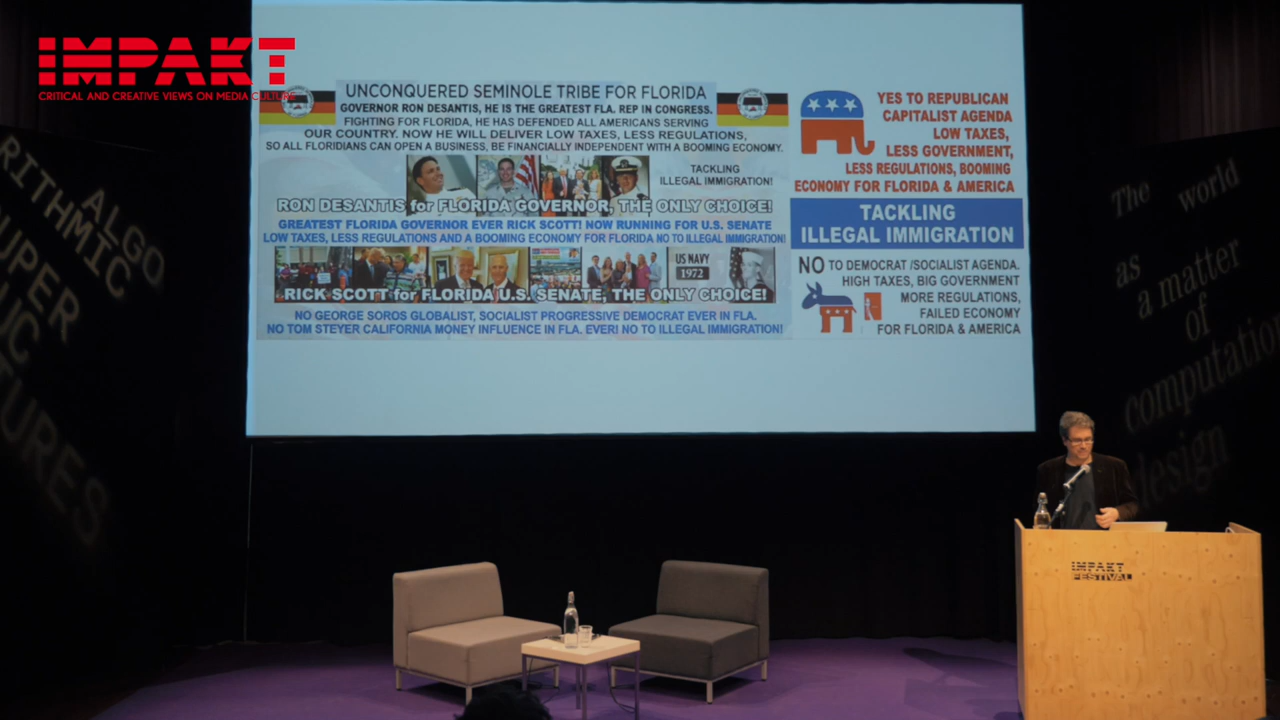 IMPAKT
CRITICAL AND CREATIVE VIEWS ON MEDIA CULTURE
UNCONQUERED SEMINOLE TRIBE FOR FLORIDA
GOVERNOR RON DESANTIS, HE IS THE GREATEST FLA. REP IN CONGRESS.
FIGHTING FOR FLORIDA, HE HAS DEFENDED ALL AMERICANS SERVING
OUR COUNTRY. NOW HE WILL DELIVER LOW TAXES, LESS REGULATIONS,
SO ALL FLORIDIANS CAN OPEN A BUSINESS, BE FINANCIALLY INDEPENDENT WITH A BOOMING ECONOMY.
TACKLING
ILLEGAL IMMIGRATION!
RON DESANTIS for FLORIDA GOVERNOR, THE ONLY CHOICE!
GREATEST FLORIDA GOVERNOR EVER RICK SCOTT! NOW RUNNING FOR U.S. SENATE
LOW TAXES, LESS REGULATIONS AND A BOOMING ECONOMY FOR FLORIDA NO TO ILLEGAL IMMIGRATION!
US NAVY
1972
RICK SCOTT for FLORIDA U.S. SENATE, THE ONLY CHOICE!
NO GEORGE SOROS GLOBALIST, SOCIALIST PROGRESSIVE DEMOCRAT EVER IN FLA.
NO TOM STEYER CALIFORNIA MONEY INFLUENCE IN FLA. EVER! NO TO ILLEGAL IMMIGRATION!
YES TO REPUBLICAN
CAPITALIST AGENDA
LOW TAXES,
LESS GOVERNMENT,
LESS REGULATIONS, BOOMING
ECONOMY FOR FLORIDA & AMERICA
TACKLING
ILLEGAL IMMIGRATION
NO TO DEMOCRAT /SOCIALIST AGENDA.
HIGH TAXES, BIG GOVERNMENT
MORE REGULATIONS,
FAILED ECONOMY
FOR FLORIDA & AMERICA
ALGO
RITHMIC
SUPER
TURES
The world
as
a matter
of
computation
design
IMPAKT
FESTIVAL